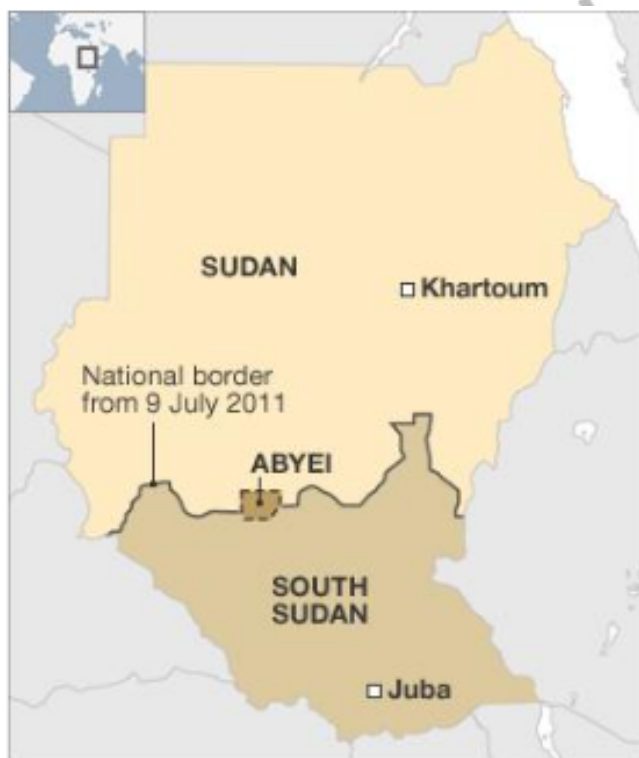 SUDAN
Khartoum
National border
from 9 July 2011
ABYEI
SOUTH
SUDAN
Juba